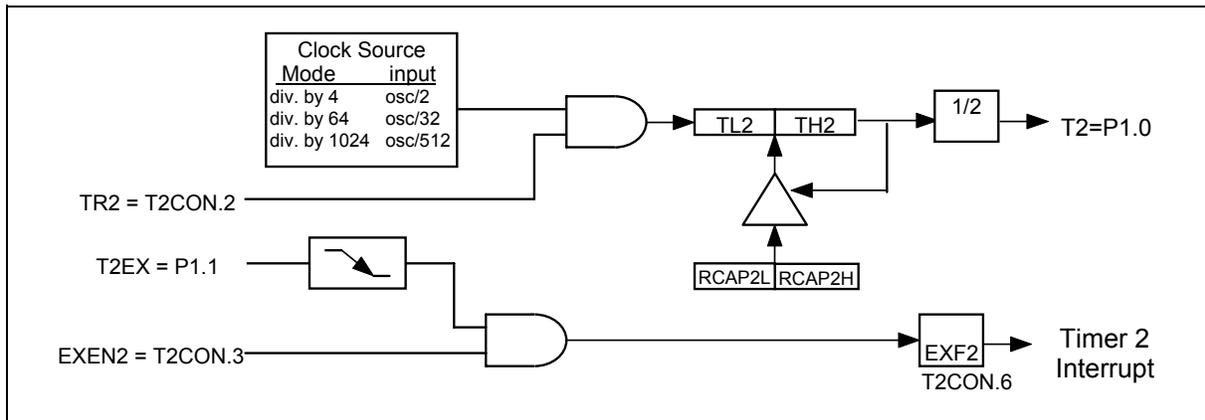 Clock Source
Mode input
div. by 4 osc/2
div. by 64 osc/32
div. by 1024 osc/512
TL2 TH2
1/2
T2=P1.0
TR2 = T2CON.2
T2EX = P1.1
RCAP2L RCAP2H
EXEN2 = T2CON.3
EXF2
T2CON.6
Timer 2
Interrupt